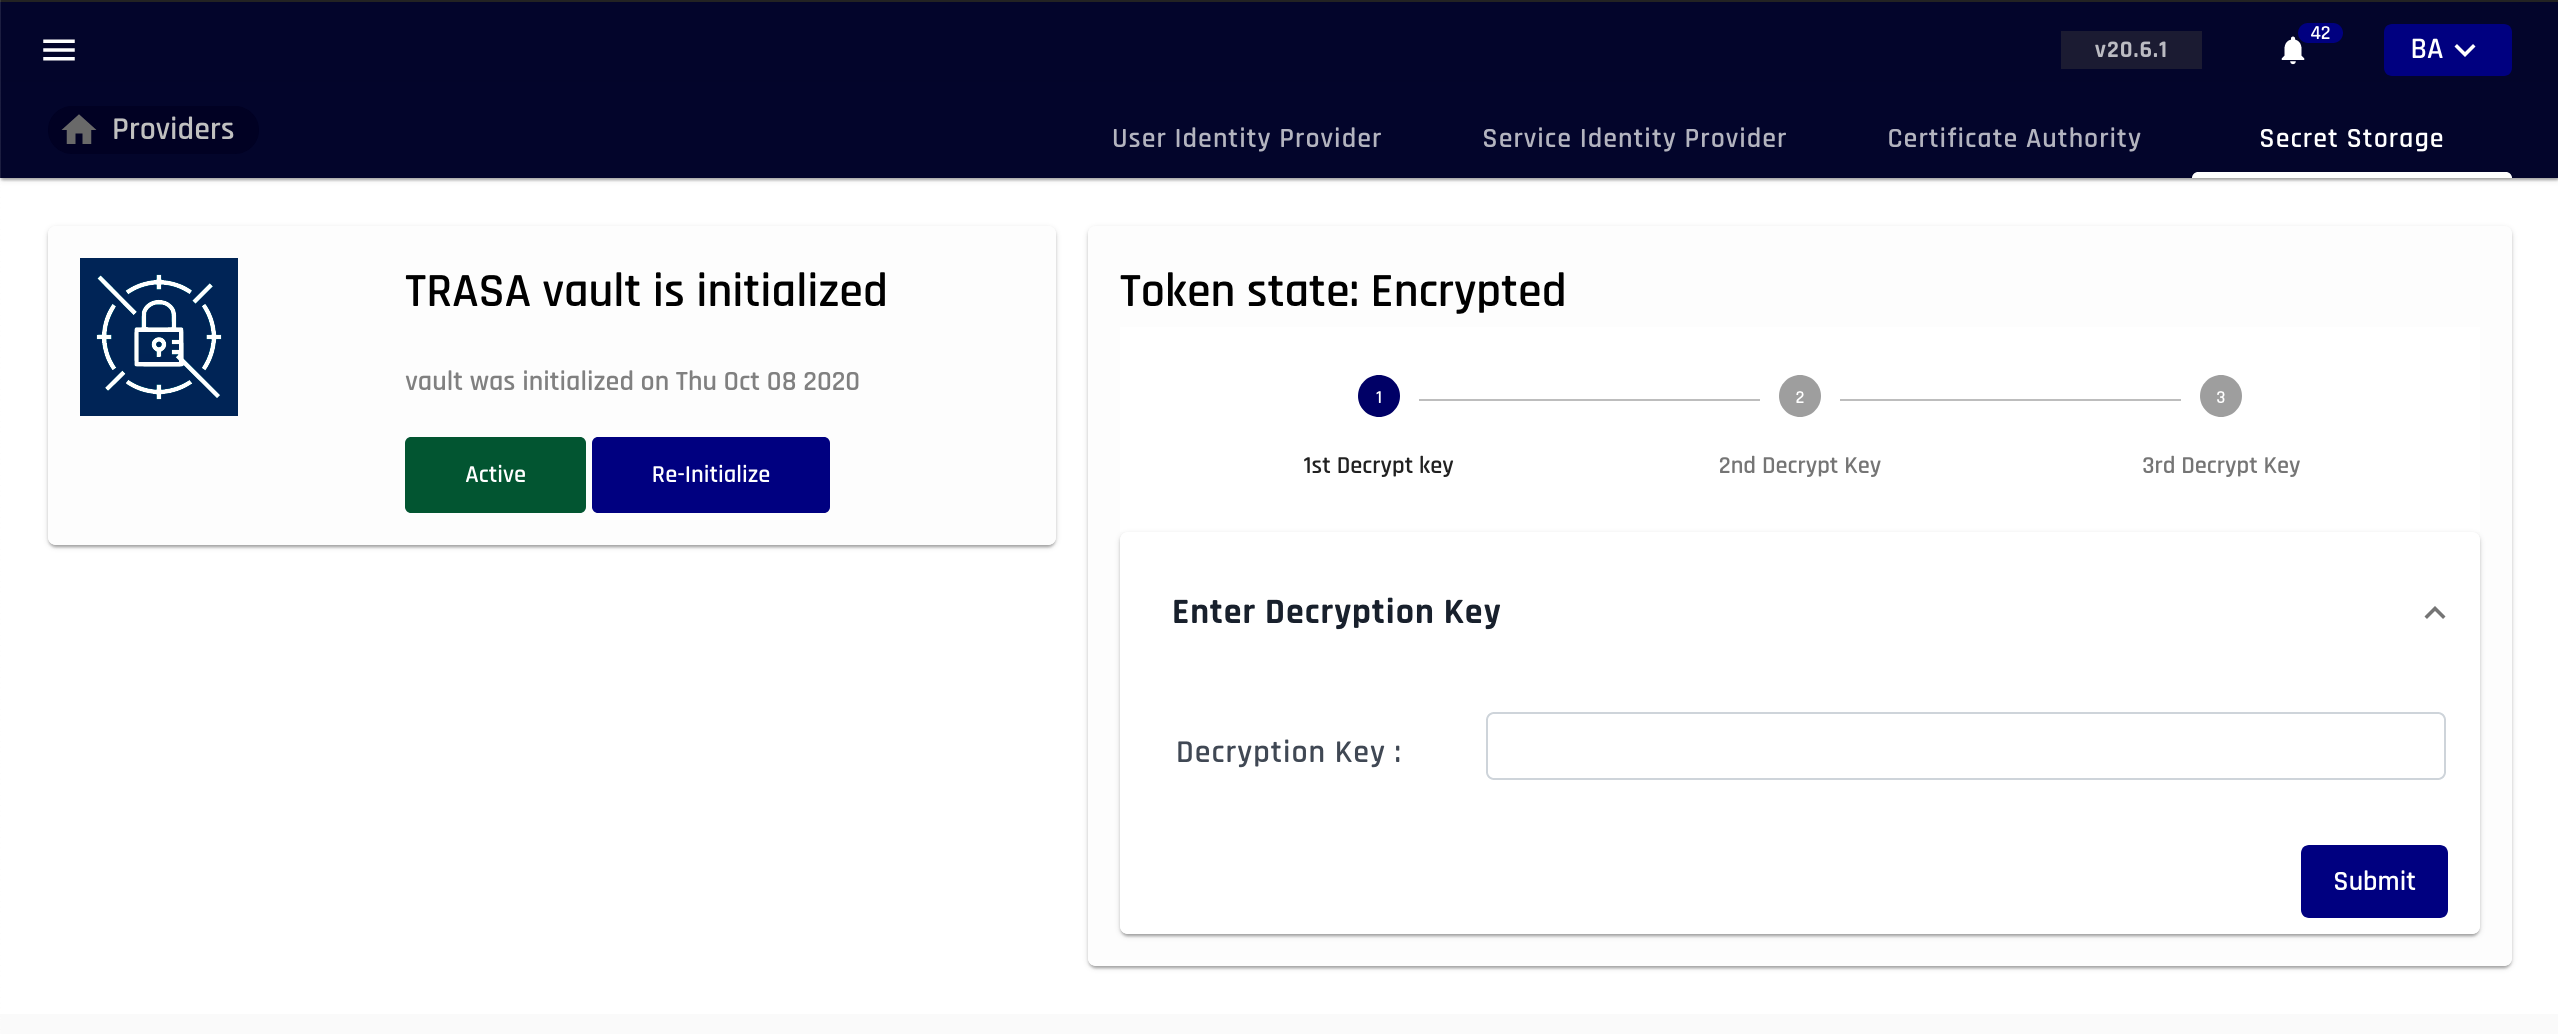 v20.6.1
42
BA
Providers
User Identity Provider
Service Identity Provider
Certificate Authority
Secret Storage
TRASA vault is initialized
vault was initialized on Thu Oct 08 2020
Active
Re-Initialize
Token state: Encrypted
1
2
3
1st Decrypt key
2nd Decrypt Key
3rd Decrypt Key
Enter Decryption Key
Decryption Key :
Submit